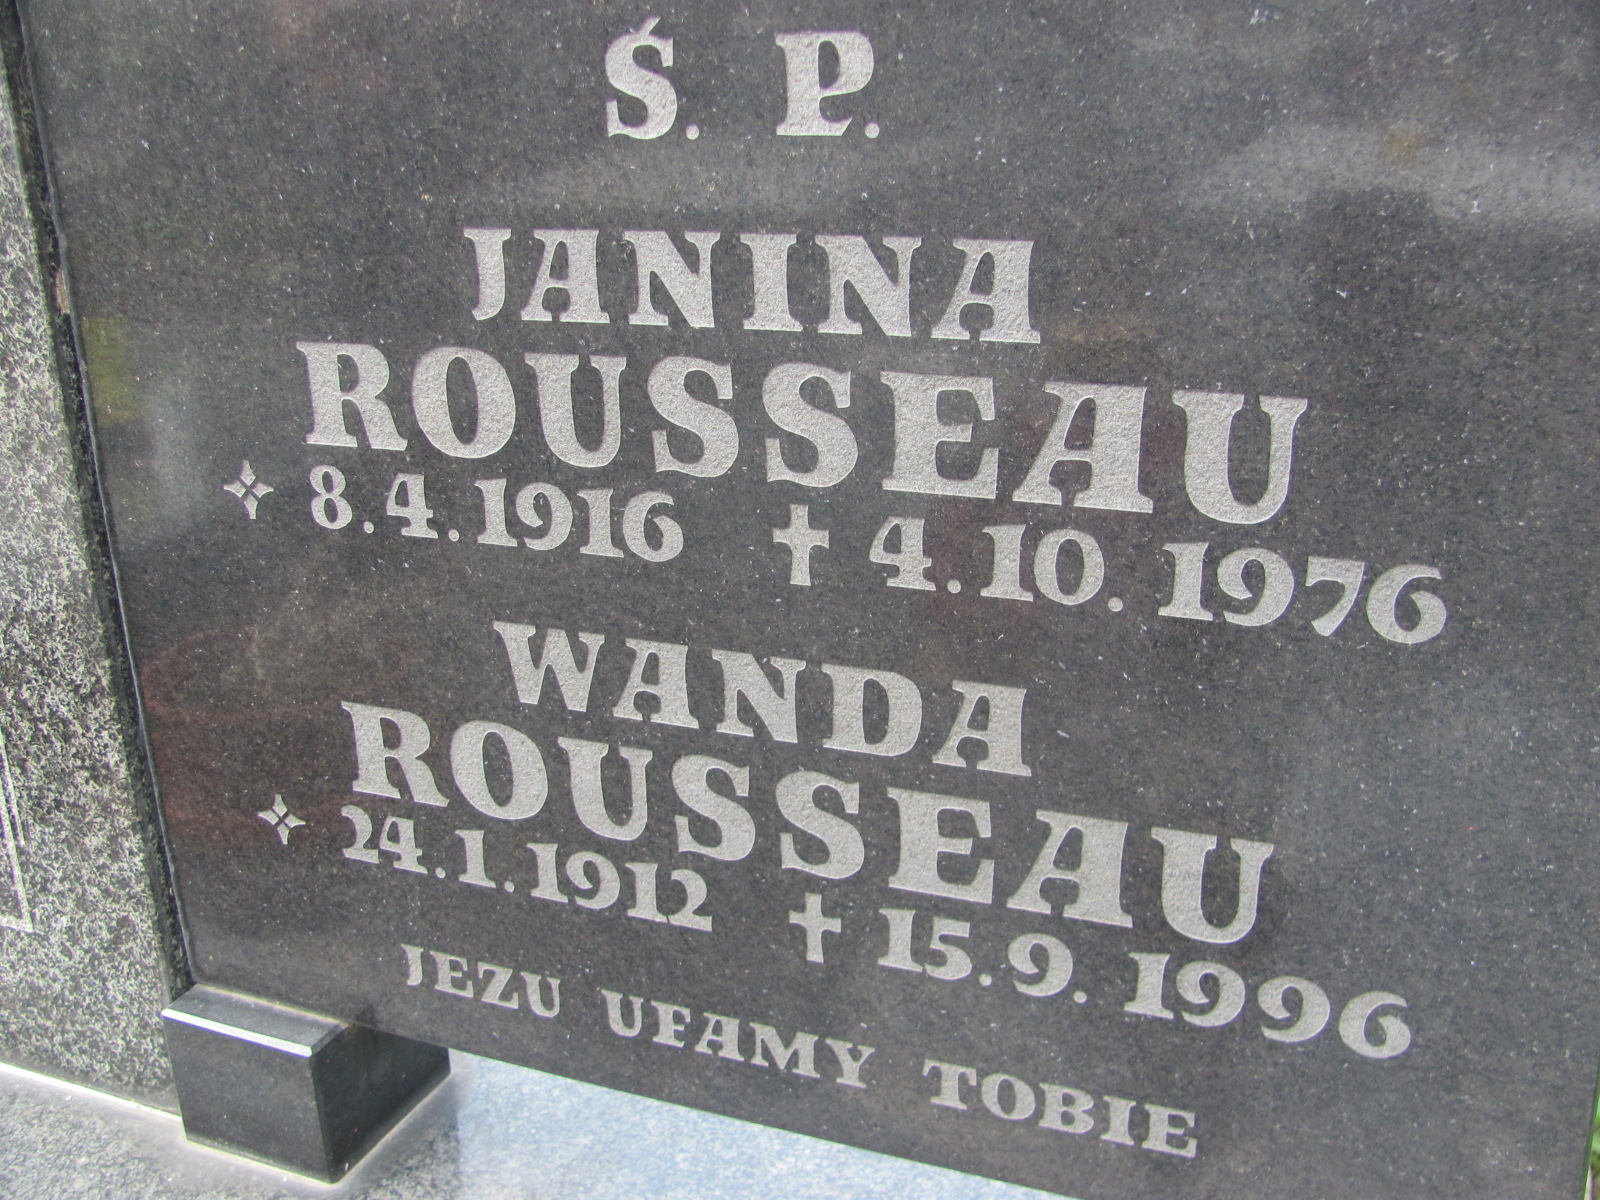 Ś. P.
JANINA
ROUSSEAU
✧ 8.4.1916 ✝ 4.10.1976
WANDA
ROUSSEAU
✧ 24.1.1912 ✝ 15.9.1996
JEZU UFAMY TOBIE